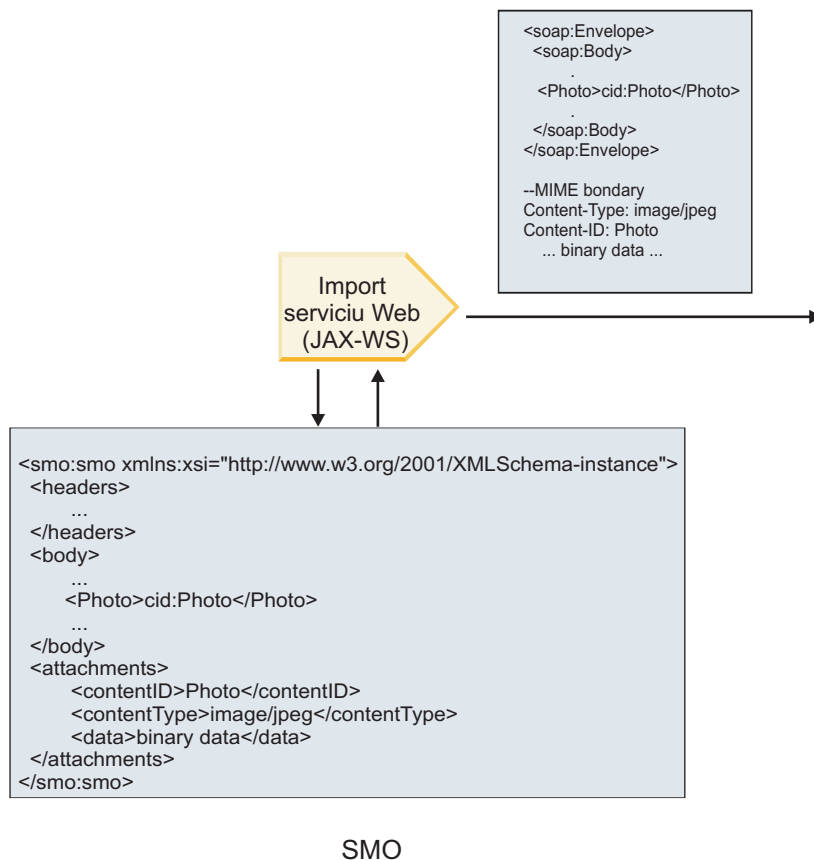 <soap:Envelope>
<soap:Body>
.
<Photo>cid:Photo</Photo>
.
</soap:Body>
</soap:Envelope>
--MIME bondary
Content-Type: image/jpeg
Content-ID: Photo
... binary data ...
Import
serviciu Web
(JAX-WS)
<smo:smo xmlns:xsi="http://www.w3.org/2001/XMLSchema-instance">
<headers>
...
</headers>
<body>
...
<Photo>cid:Photo</Photo>
...
</body>
<attachments>
<contentID>Photo</contentID>
<contentType>image/jpeg</contentType>
<data>binary data</data>
</attachments>
</smo:smo>
SMO